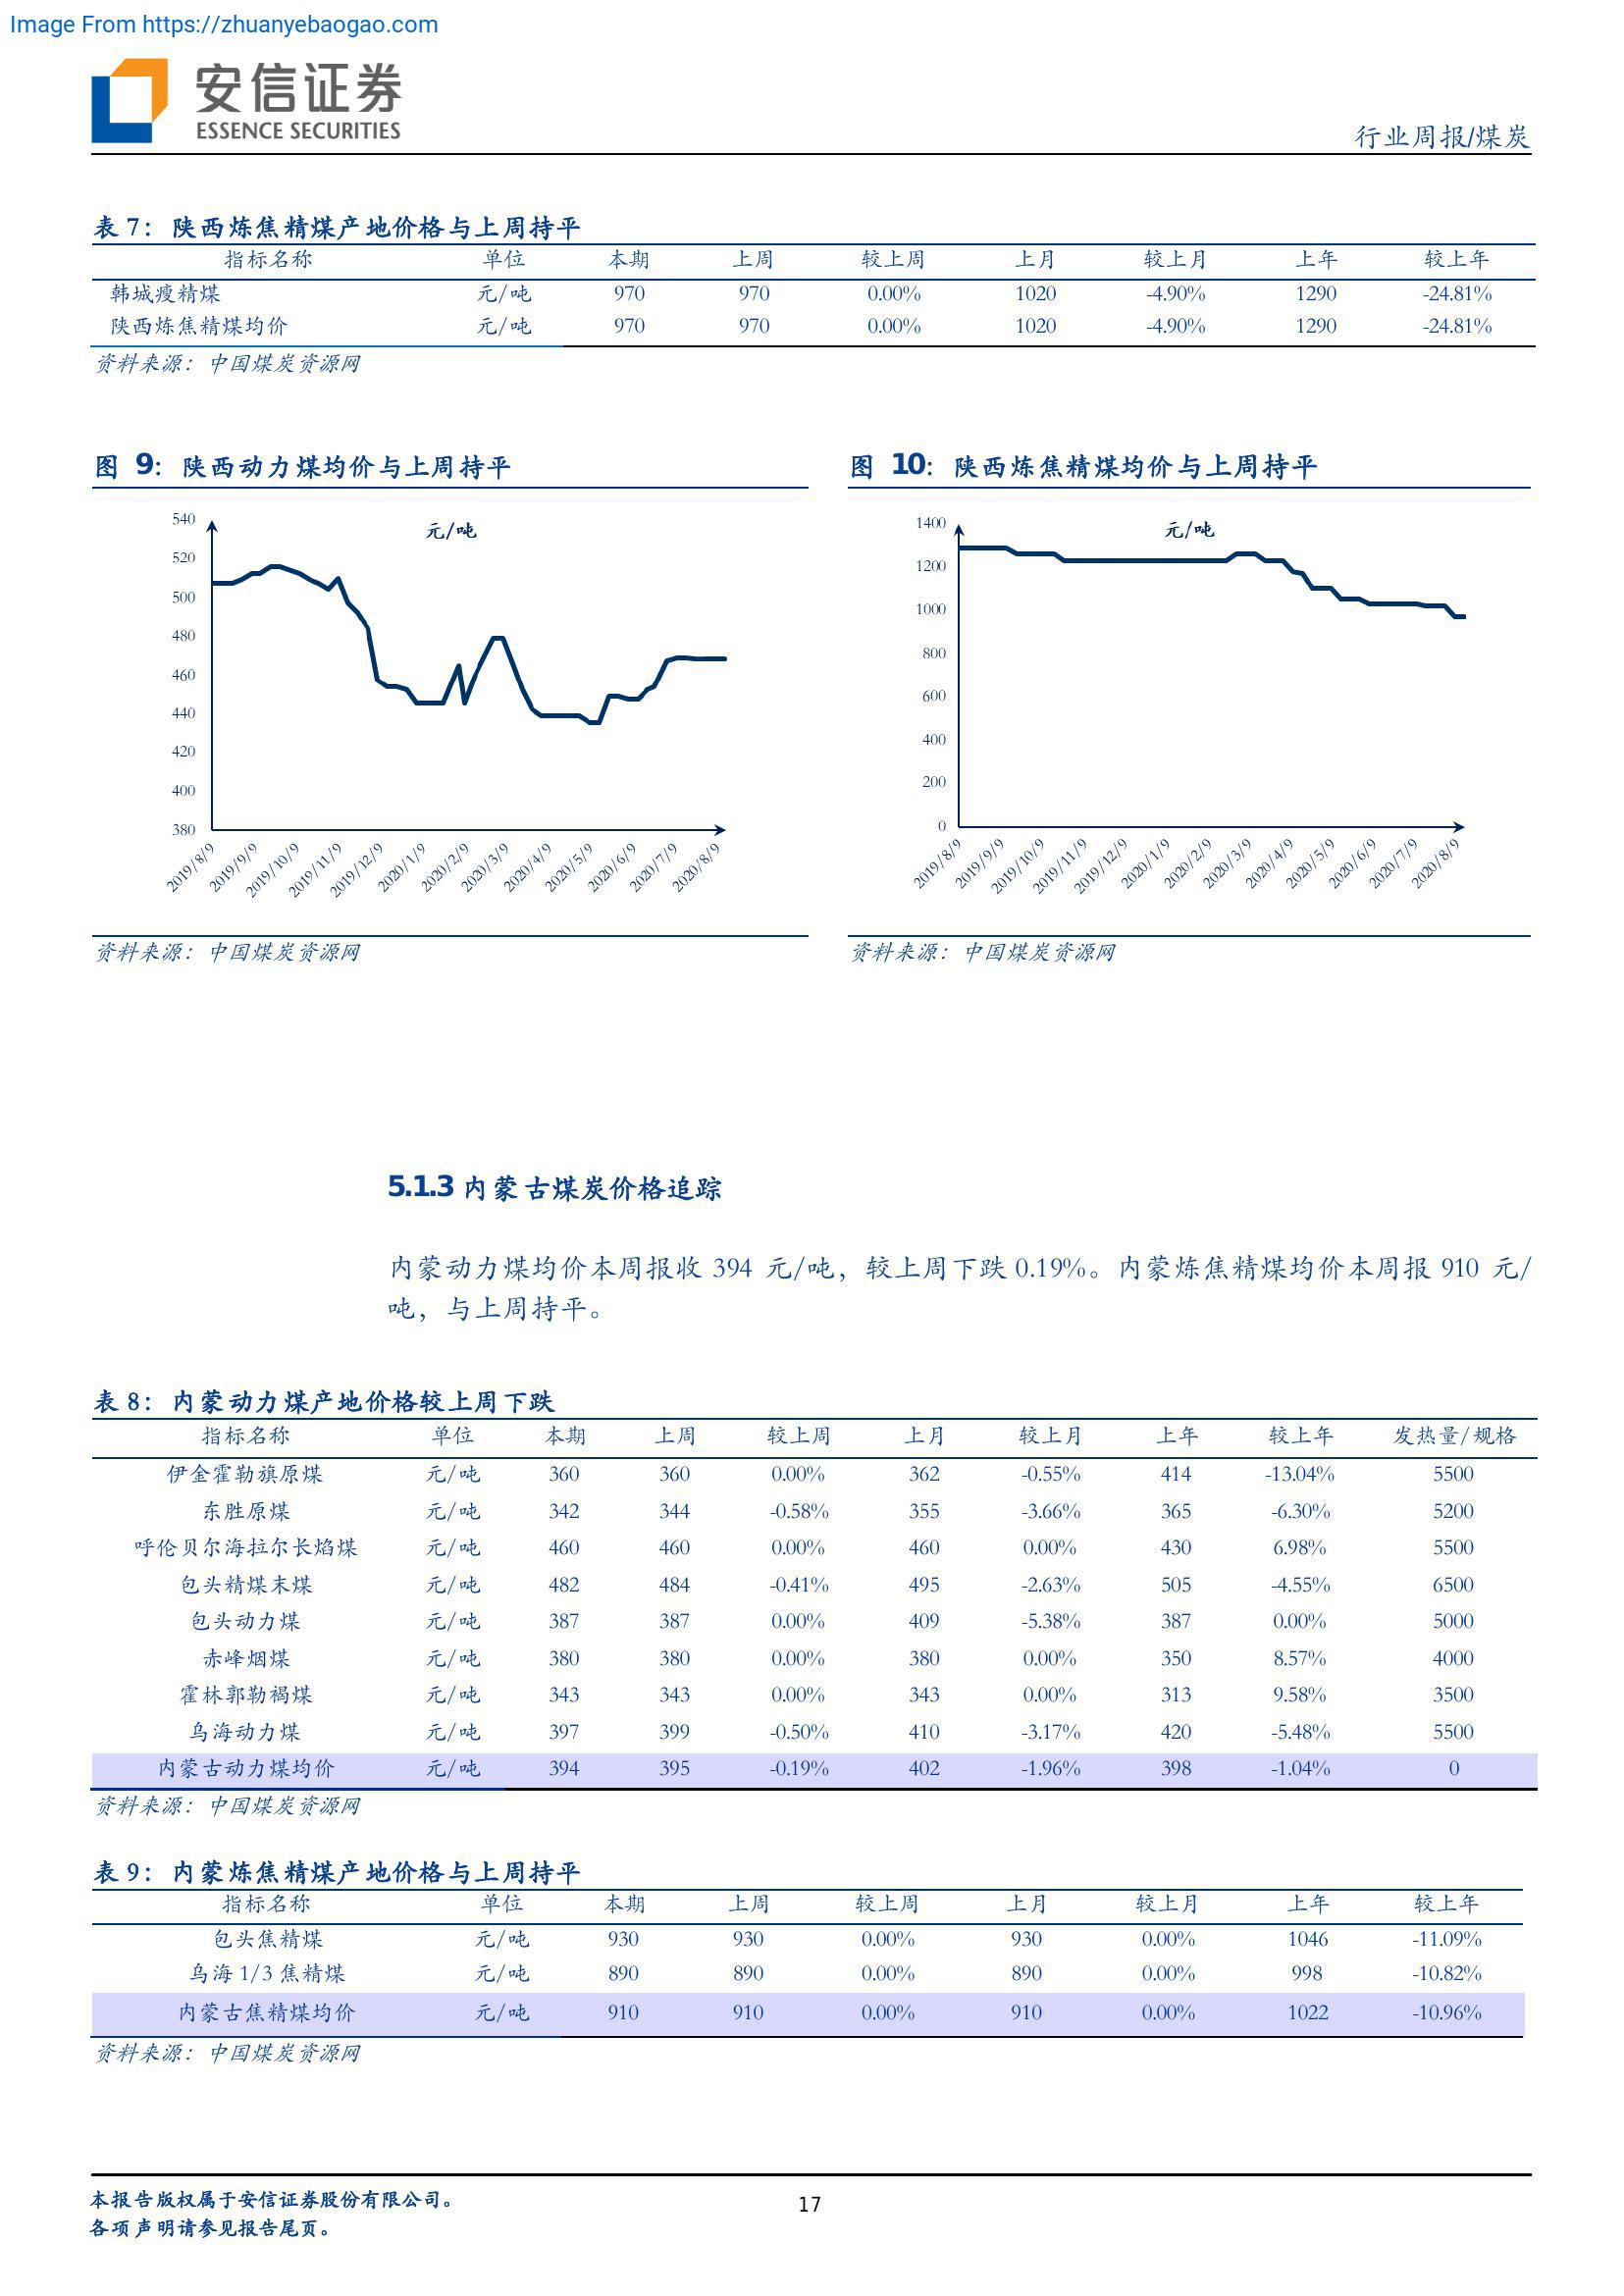 Image From https://zhuanyebaogao.com
安信证券
ESSENCE SECURITIES
行业周报/煤炭
表 7：陕西炼焦精煤产地价格与上周持平
指标名称 单位 本期 上周 较上周 上月 较上月 上年 较上年
韩城瘦精煤 元/吨 970 970 0.00% 1020 -4.90% 1290 -24.81%
陕西炼焦精煤均价 元/吨 970 970 0.00% 1020 -4.90% 1290 -24.81%
资料来源：中国煤炭资源网
图 9：陕西动力煤均价与上周持平
元/吨
540
520
500
480
460
440
420
400
380
2019/8/9 2019/9/9 2019/10/9 2019/11/9 2019/12/9 2020/1/9 2020/2/9 2020/3/9 2020/4/9 2020/5/9 2020/6/9 2020/7/9 2020/8/9
资料来源：中国煤炭资源网
图 10：陕西炼焦精煤均价与上周持平
元/吨
1400
1200
1000
800
600
400
200
0
2019/8/9 2019/9/9 2019/10/9 2019/11/9 2019/12/9 2020/1/9 2020/2/9 2020/3/9 2020/4/9 2020/5/9 2020/6/9 2020/7/9 2020/8/9
资料来源：中国煤炭资源网
5.1.3 内蒙古煤炭价格追踪
内蒙动力煤均价本周报收 394 元/吨，较上周下跌 0.19%。内蒙炼焦精煤均价本周报 910 元/
吨，与上周持平。
表 8：内蒙动力煤产地价格较上周下跌
指标名称 单位 本期 上周 较上周 上月 较上月 上年 较上年 发热量/规格
伊金霍勒旗原煤 元/吨 360 360 0.00% 362 -0.55% 414 -13.04% 5500
东胜原煤 元/吨 342 344 -0.58% 355 -3.66% 365 -6.30% 5200
呼伦贝尔海拉尔长焰煤 元/吨 460 460 0.00% 460 0.00% 430 6.98% 5500
包头精煤末煤 元/吨 482 484 -0.41% 495 -2.63% 505 -4.55% 6500
包头动力煤 元/吨 387 387 0.00% 409 -5.38% 387 0.00% 5000
赤峰烟煤 元/吨 380 380 0.00% 380 0.00% 350 8.57% 4000
霍林郭勒褐煤 元/吨 343 343 0.00% 343 0.00% 313 9.58% 3500
乌海动力煤 元/吨 397 399 -0.50% 410 -3.17% 420 -5.48% 5500
内蒙古动力煤均价 元/吨 394 395 -0.19% 402 -1.96% 398 -1.04% 0
资料来源：中国煤炭资源网
表 9：内蒙炼焦精煤产地价格与上周持平
指标名称 单位 本期 上周 较上周 上月 较上月 上年 较上年
包头焦精煤 元/吨 930 930 0.00% 930 0.00% 1046 -11.09%
乌海 1/3 焦精煤 元/吨 890 890 0.00% 890 0.00% 998 -10.82%
内蒙古焦精煤均价 元/吨 910 910 0.00% 910 0.00% 1022 -10.96%
资料来源：中国煤炭资源网
本报告版权属于安信证券股份有限公司。
各项声明请参见报告尾页。
17